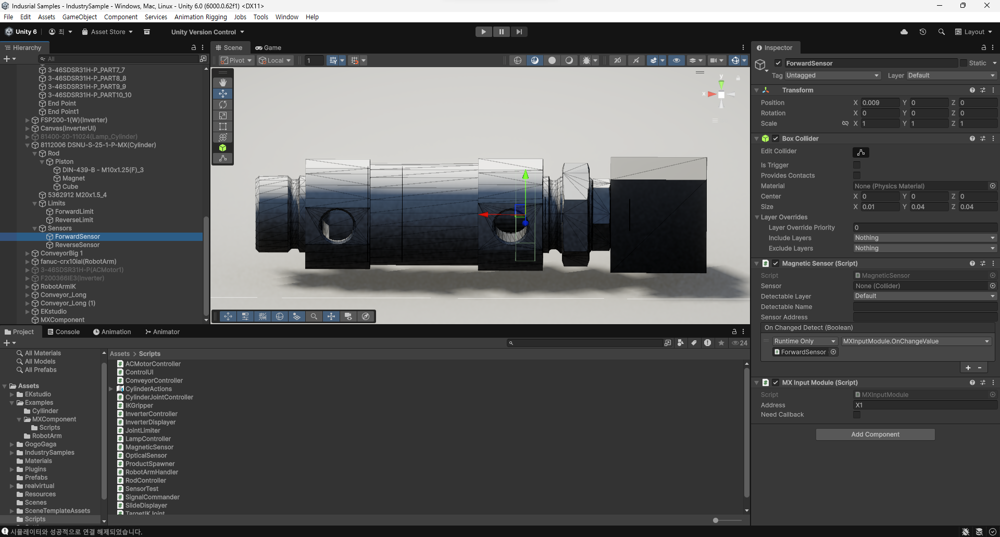 Indusrial Samples - IndustrySample - Windows, Mac, Linux - Unity 6.0 (6000.0.62f1) <DX11>
File Edit Assets GameObject Component Services Animation Rigging Jobs Tools Window Help
Unity 6 최 Asset Store Unity Version Control Layout
Hierarchy
All
3-46SDSR31H-P_PART7_7
3-46SDSR31H-P_PART8_8
3-46SDSR31H-P_PART9_9
3-46SDSR31H-P_PART10_10
End Point
End Point1
FSP200-1(W)(Inverter)
Canvas(InverterUI)
81400-20-11024(Lamp_Cylinder)
8112006 DSNU-S-25-1-P-MX(Cylinder)
Rod
Piston
DIN-439-B - M10x1.25(F)_3
Magnet
Cube
5362912 M20x1.5_4
Limits
ForwardLimit
ReverseLimit
Sensors
ForwardSensor
ReverseSensor
ConveyorBig 1
fanuc-crx10ial(RobotArm)
3-46SDSR31H-P(ACMotor1)
F200366IE3(Inverter)
RobotArmIK
Conveyor_Long
Conveyor_Long (1)
EKstudio
MXComponent
Scene Game
Pivot Local 1 2D
y
x
Inspector
ForwardSensor Static
Tag Untagged Layer Default
Transform
Position X 0.009 Y 0 Z 0
Rotation X 0 Y 0 Z 0
Scale X 1 Y 1 Z 1
Box Collider
Edit Collider
Is Trigger
Provides Contacts
Material None (Physics Material)
Center X 0 Y 0 Z 0
Size X 0.01 Y 0.04 Z 0.04
Layer Overrides
Layer Override Priority 0
Include Layers Nothing
Exclude Layers Nothing
Magnetic Sensor (Script)
Script MagneticSensor
Sensor None (Collider)
Detectable Layer Default
Detectable Name
Sensor Address
On Changed Detect (Boolean)
Runtime Only MXInputModule.OnChangeValue
ForwardSensor
+ -
MX Input Module (Script)
Script MXInputModule
Address X1
Need Callback
Add Component
Project Console Animation Animator
24
All Materials
All Models
All Prefabs
Assets
EKstudio
Examples
Cyllinder
MXComponent
Scripts
RobotArm
GogoGaga
IndustrySamples
Materials
Plugins
Prefabs
realvirtual
Resources
Scenes
SceneTemplateAssets
Scripts
Assets > Scripts
ACMotorController
ControlUI
ConveyorController
CylinderActions
CylinderJointController
IKGripper
InverterController
InverterDisplayer
JointLimiter
LampController
MagneticSensor
OpticalSensor
ProductSpawner
RobotArmHandler
RodController
SensorTest
SignalCommander
SlideDisplayer
TargetIKJoint
시뮬레이터와 성공적으로 연결 해제되었습니다.